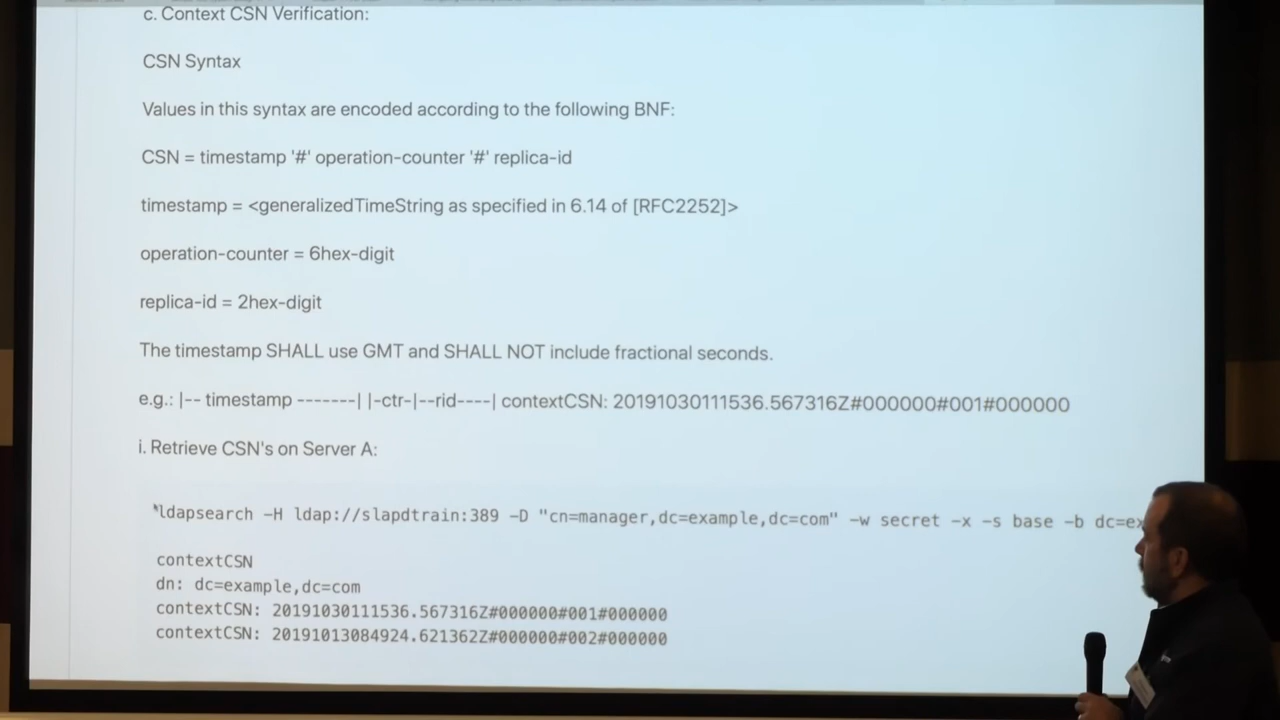 c. Context CSN Verification:
CSN Syntax
Values in this syntax are encoded according to the following BNF:
CSN = timestamp '#' operation-counter '#' replica-id
timestamp = <generalizedTimeString as specified in 6.14 of [RFC2252]>
operation-counter = 6hex-digit
replica-id = 2hex-digit
The timestamp SHALL use GMT and SHALL NOT include fractional seconds.
e.g.: |-- timestamp -------| |-ctr-|--rid----| contextCSN: 20191030111536.567316Z#000000#001#000000
i. Retrieve CSN's on Server A:
ldapsearch -H ldap://slapdtrain:389 -D "cn=manager,dc=example,dc=com" -w secret -x -s base -b dc=ex
contextCSN
dn: dc=example,dc=com
contextCSN: 20191030111536.567316Z#000000#001#000000
contextCSN: 20191013084924.621362Z#000000#002#000000